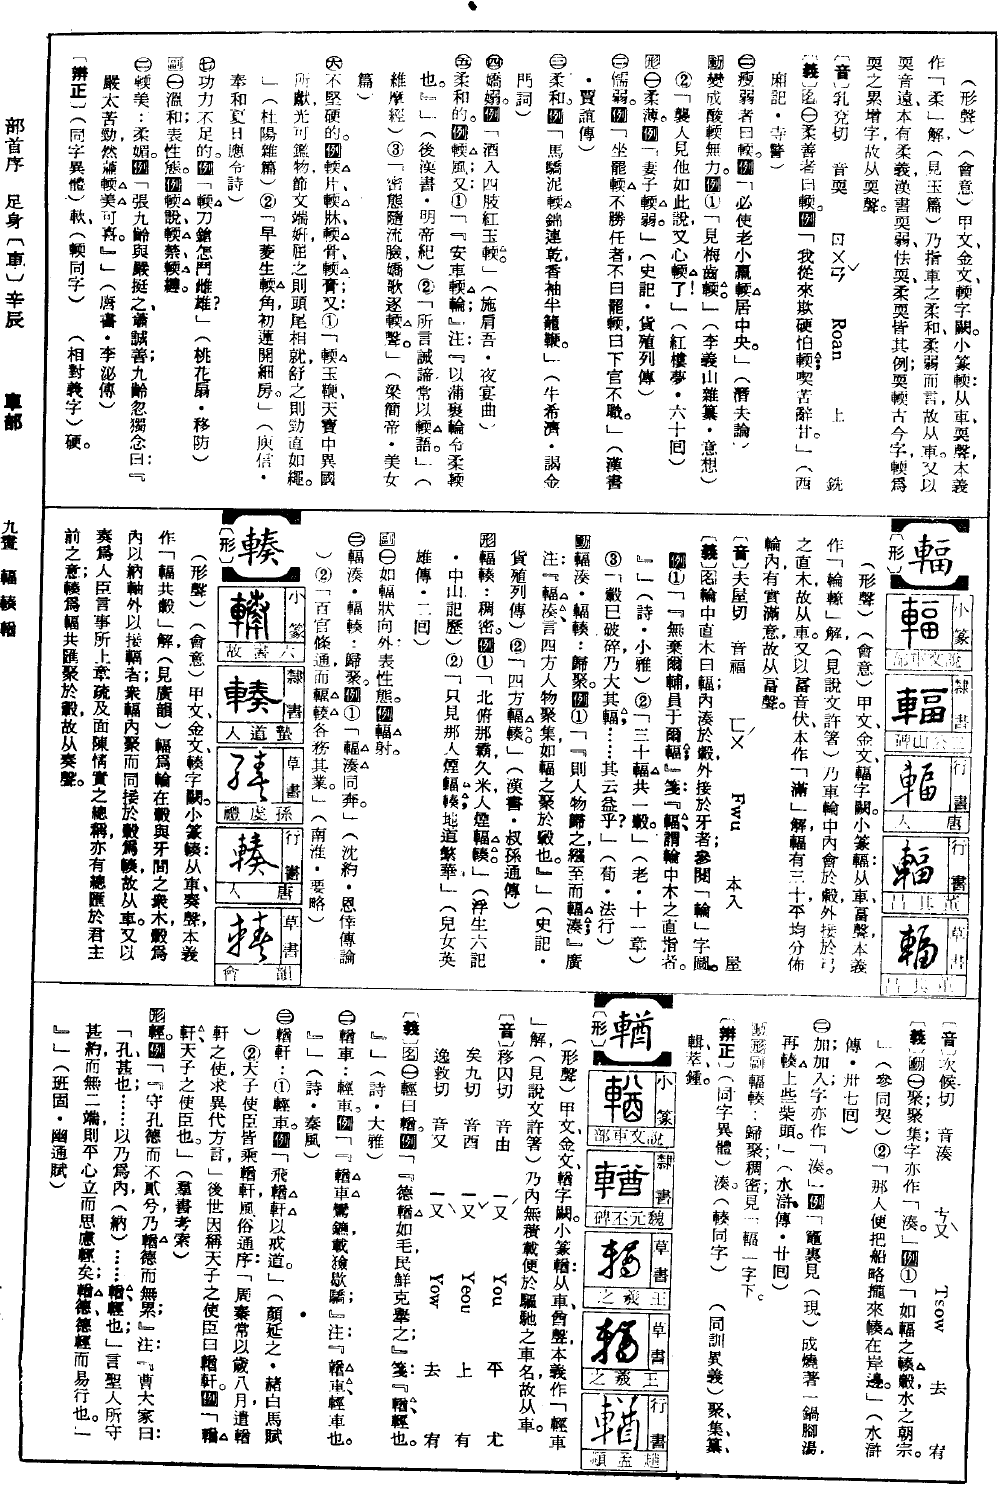 （形聲）（會意）甲文、金文輭字闕。小篆輭：从車、耎聲，本義
作「柔」解（見玉篇）乃指車之柔和、柔弱而言，故从車。又以
耎音遠，本有柔義，漢書耎弱、怯耎、柔耎皆其例；耎輭古今字，輭爲
耎之累增字，故从耎聲。
〔音〕乳兗切　音耎　ㄖㄨㄢˇ　Roan　上　銑
〔義〕名㊀柔善者曰輭。例「我從來欺硬怕輭，喫苦辭甘。」（西
廂記・寺警）
㊁瘦弱者曰輭。例「必使老小羸輭居中央。」（潛夫論）
動變成酸輭無力。例①「見梅齒輭。」（李義山雜纂・意想）
②「襲人見他如此說，又心輭了！」（紅樓夢・六十回）
形㊀柔薄。例「妻子輭弱。」（史記・貨殖列傳）
㊁懦弱。例「坐罷輭不勝任者，不曰罷輭，曰下官不職。」（漢書
・賈誼傳）
㊂柔和。例「馬驕泥輭錦連乾，香袖半籠鞭。」（牛希濟・謁金
門詞）
㊃嬌嫋。例「酒入四肢紅玉輭。」（施肩吾・夜宴曲）
㊄柔和的。例輭風；又：①「『安車輭輪』注：『以蒲裹輪，令柔輭
也。』」（後漢書・明帝紀）②「所言誠諦，常以輭語。」（
維摩經）③「密態隨流臉，嬌歌逐輭聲。」（梁簡帝・美女
篇）
㊅不堅硬的。例輭片、輭牀、輭骨、輭膏；又：①「輭玉鞭，天寶中異國
所獻，光可鑑物，節文端姸，屈之則頭尾相就，舒之則勁直如繩。
」（杜陽雜篇）②「早菱生輭角，初蓮開細房。」（庾信・
奉和夏日應令詩）
㊆功力不足的。例「輭刀鎗怎鬥雌雄？」（桃花扇・移防）
副㊀溫和表性態。例輭說、輭禁、輭纏。
㊁輭美：柔媚。例「張九齡與嚴挺之、蕭誠善，九齡忽獨念曰：『
嚴太苦勁，然蕭輭美可喜。』」（唐書・李泌傳）
〔辨正〕（同字異體）軟（輭同字）　（相對義字）硬。
輻
〔形〕
小篆　說文車部
隸書　三公山碑
行書　唐人
行書　董其昌
草書　董其昌
（形聲）（會意）甲文、金文、輻字闕。小篆輻：从車、畐聲，本義
作「輪轑」解（見說文許箸）乃車輪中內會於轂外接於弓
之直木，故从車。又以畐音伏，本作「滿」解，輻有三十，平均分佈
輪內，有實滿意，故从畐聲。
〔音〕夫屋切　音福　ㄈㄨˊ　Fwu　本入　屋
〔義〕名輪中直木曰輻；內湊於轂，外接於牙者；參閱「輪」字圖。
例①「『無棄爾輔，員于爾輻。』箋：『輻、謂輪中木之直指者。
』」（詩・小雅）②「三十輻，共一轂。」（老・十一章）
③「轂已破碎，乃大其輻；……其云益乎？」（荀・法行）
動輻湊・輻輳：歸聚。例①「『則人物歸之，繦至而輻湊』廣
注：『輻湊、言四方人物聚集，如輻之聚於轂也。』」（史記・
貨殖列傳）②「四方輻輳。」（漢書・叔孫通傳）
形輻輳：稠密。例①「北俯那霸、久米，人煙輻輳。」（浮生六記
・中山記歷）②「只見那人煙輻輳，地道繁華」（兒女英
雄傳・二回）
副㊀如輻狀向外表性態。例輻射。
㊁輻湊・輻輳：歸聚。例①「輻湊同奔。」（沈約・恩倖傳論
）②「百官條通而輻輳，各務其業。」（南淮・要略）
輳
〔形〕
小篆　六書故
隸書　蟄道人
草書　孫虔禮
行書　唐人
草書　韻會
（形聲）（會意）甲文、金文、輳字闕。小篆輳：从車、奏聲，本義
作「輻共轂」解（見廣韻）輻爲輪在轂與牙間之衆木，轂爲
內以納軸外以接輻者，衆輻內聚而同接於轂爲輳，故从車。又以
奏爲人臣言事所上章疏及面陳情實之總稱，亦有總匯於君主
前之意；輳爲輻共匯聚於轂，故从奏聲。
〔音〕次候切　音湊　ㄘㄡˋ　Tsow　去　宥
〔義〕動㊀聚；聚集；字亦作「湊。」例①「如輻之輳轂，水之朝宗。
」（參同契）②「那人便把船略攏來，輳在岸邊。」（水滸
傳・卅七回）
㊁加；加入；字亦作「湊。」例「竈裏見（現）成燒著一鍋腳湯，
再輳上些柴頭。」（水滸傳・廿回）
動形副輻輳：歸聚；稠密；見「輻」字下。
〔辨正〕（同字異體）湊（輳同字）　（同訓異義）聚、集、纂、
輯、萃、鍾。
輶
〔形〕
小篆　說文車部
隸書　魏元丕碑
草書　王羲之
草書　王羲之
行書　趙孟頫
（形聲）甲文、金文、輶字闕。小篆輶：从車、酋聲，本義作「輕車
」解（見說文許箸）乃內無積載便於驅馳之車名，故从車。
〔音〕移囚切　音由　ㄧㄡˊ　You　平　尤
矣九切　音酉　ㄧㄡˇ　Yeou　上　有
逸救切　音又　ㄧㄡˋ　Yow　去　宥
〔義〕名㊀輕曰輶。例「『德輶如毛，民鮮克擧之。』箋：『輶、輕也。
』」（詩・大雅）
㊁輶車：輕車。例「『輶車鸞鑣，載獫歇驕』注：『輶車，輕車也。
』」（詩・秦風）
㊂輶軒：①輕車。例「飛輶軒以戒道。」（顏延之・赭白馬賦
）②天子使臣皆乘輶軒，風俗通序：「周秦常以歲八月，遣輶
軒之使，求異代方言」後世因稱天子之使臣曰輶軒。例「輶
軒、天子之使臣也。」（羣書考索）
形輕。例「『守孔德而不貳兮，乃輶德而無累』注：『曹大家曰：
「孔、甚也；……以乃爲內（納）……；輶、輕也」言聖人所守
甚約而無二端，則平心立而思慮輕矣；輶德，德輕而易行也。」
』」（班固・幽通賦）
部首序　足身〔車〕辛辰　車部　九畫　輻輳輶